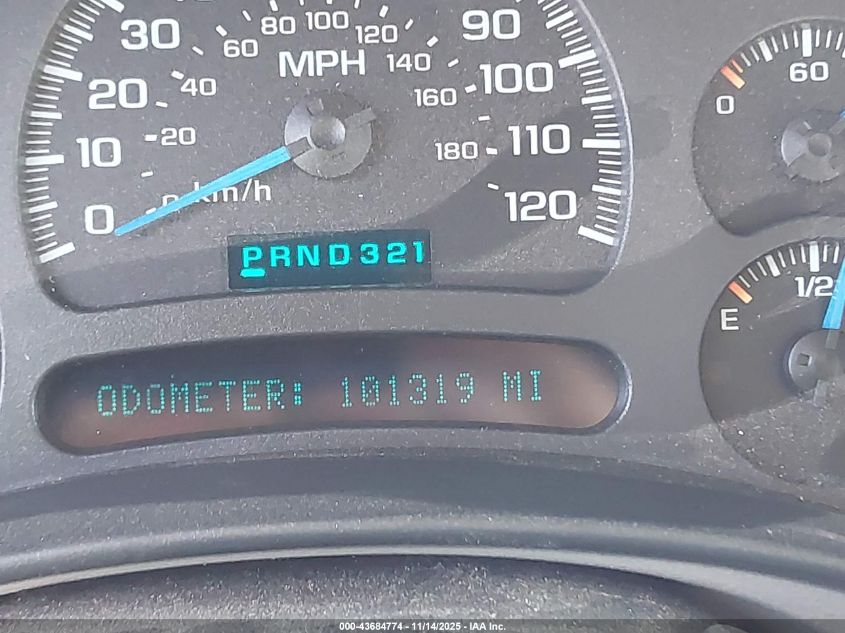 30 60 80 100 120 90
MPH
20 40 140 100
160
10 20 180 110
0 0 km/h 120
PRND321
ODOMETER: 101319 MI
0 60
E 1/2
000-43684774 - 11/14/2025 - IAA Inc.